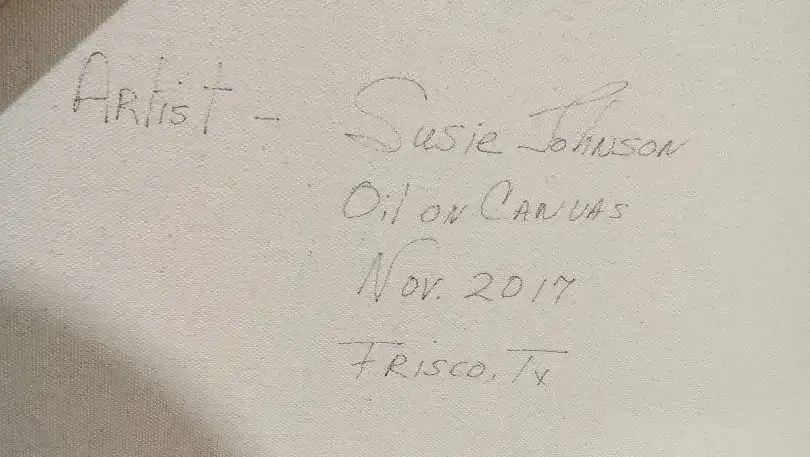 Artist - Susie Johnson
Oil on Canvas
Nov. 2017
Frisco, Tx